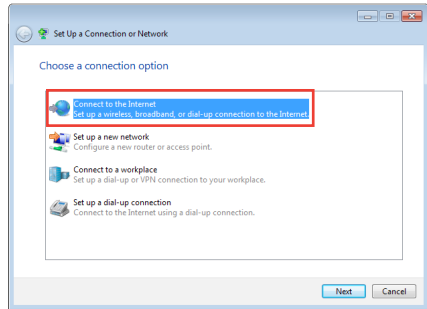 Set Up a Connection or Network
Choose a connection option
Connect to the Internet
Set up a wireless, broadband, or dial-up connection to the Internet.
Set up a new network
Configure a new router or access point.
Connect to a workplace
Set up a dial-up or VPN connection to your workplace.
Set up a dial-up connection
Connect to the Internet using a dial-up connection.
Next
Cancel